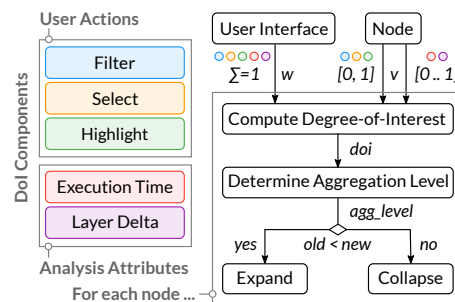 User Actions
DoI Components
Filter
Select
Highlight
Execution Time
Layer Delta
Analysis Attributes
For each node ...
User Interface
Node
∑=1
w
[0, 1]
v
[0 .. 1
Compute Degree-of-Interest
doi
Determine Aggregation Level
agg_level
yes
old < new
no
Expand
Collapse